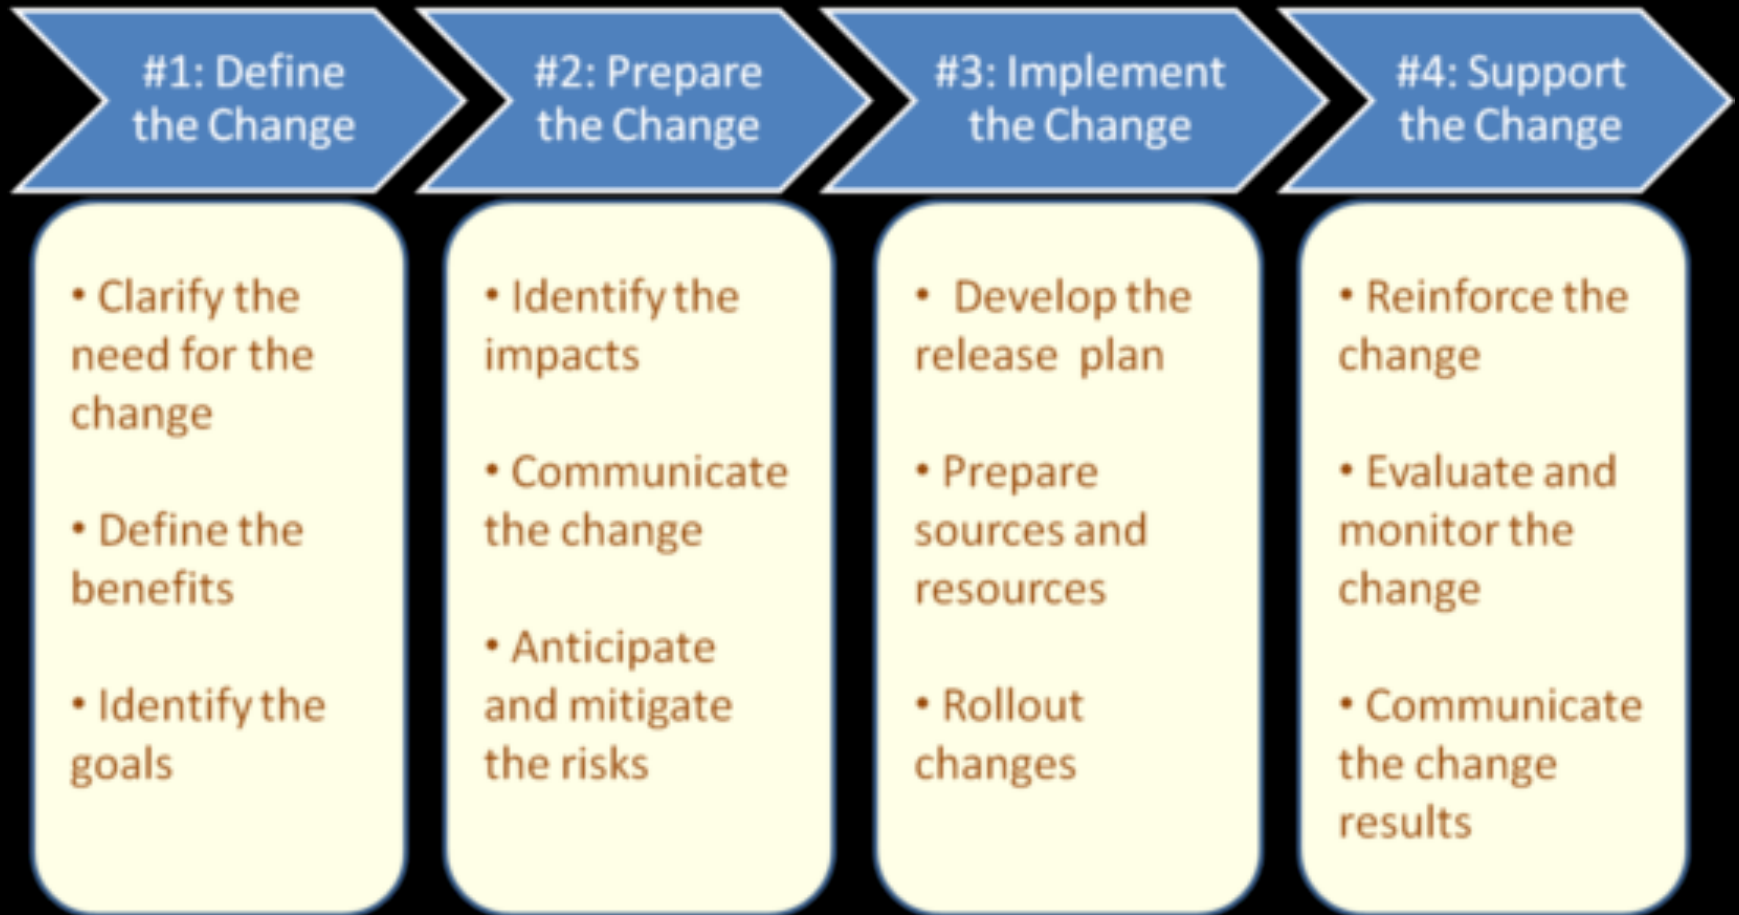 #1: Define
the Change
#2: Prepare
the Change
#3: Implement
the Change
#4: Support
the Change
• Clarify the
need for the
change
• Define the
benefits
• Identify the
goals
• Identify the
impacts
• Communicate
the change
• Anticipate
and mitigate
the risks
• Develop the
release plan
• Prepare
sources and
resources
• Rollout
changes
• Reinforce the
change
• Evaluate and
monitor the
change
• Communicate
the change
results